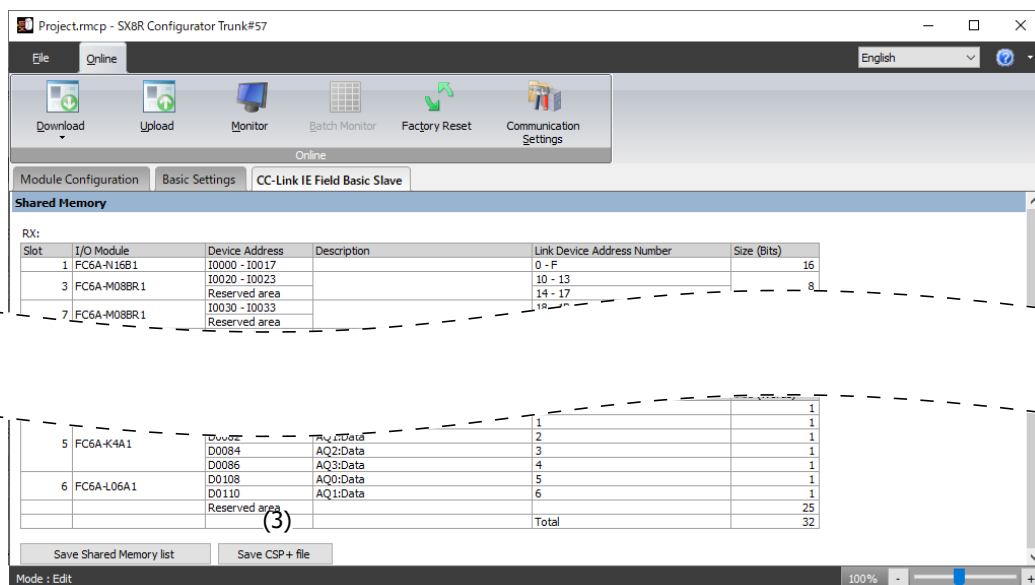 Project.rmcp - SX8R Configurator Trunk#57
File Online English
Download Upload Monitor Batch Monitor Factory Reset Communication Settings
Online
Module Configuration Basic Settings CC-Link IE Field Basic Slave
Shared Memory
RX:
Slot I/O Module Device Address Description Link Device Address Number Size (Bits)
1 FC6A-N16B1 I0000 - I0017 0 - F 16
3 FC6A-M08BR1 I0020 - I0023 10 - 13 8
Reserved area 14 - 17
7 FC6A-M08BR1 I0030 - I0033
Reserved area
1
1 1
5 FC6A-K4A1 D0082 AQ1:Data 2 1
D0084 AQ2:Data 3 1
D0086 AQ3:Data 4 1
6 FC6A-L06A1 D0108 AQ0:Data 5 1
D0110 AQ1:Data 6 1
Reserved area 25
(3) Total 32
Save Shared Memory list Save CSP+ file
Mode : Edit 100% - +